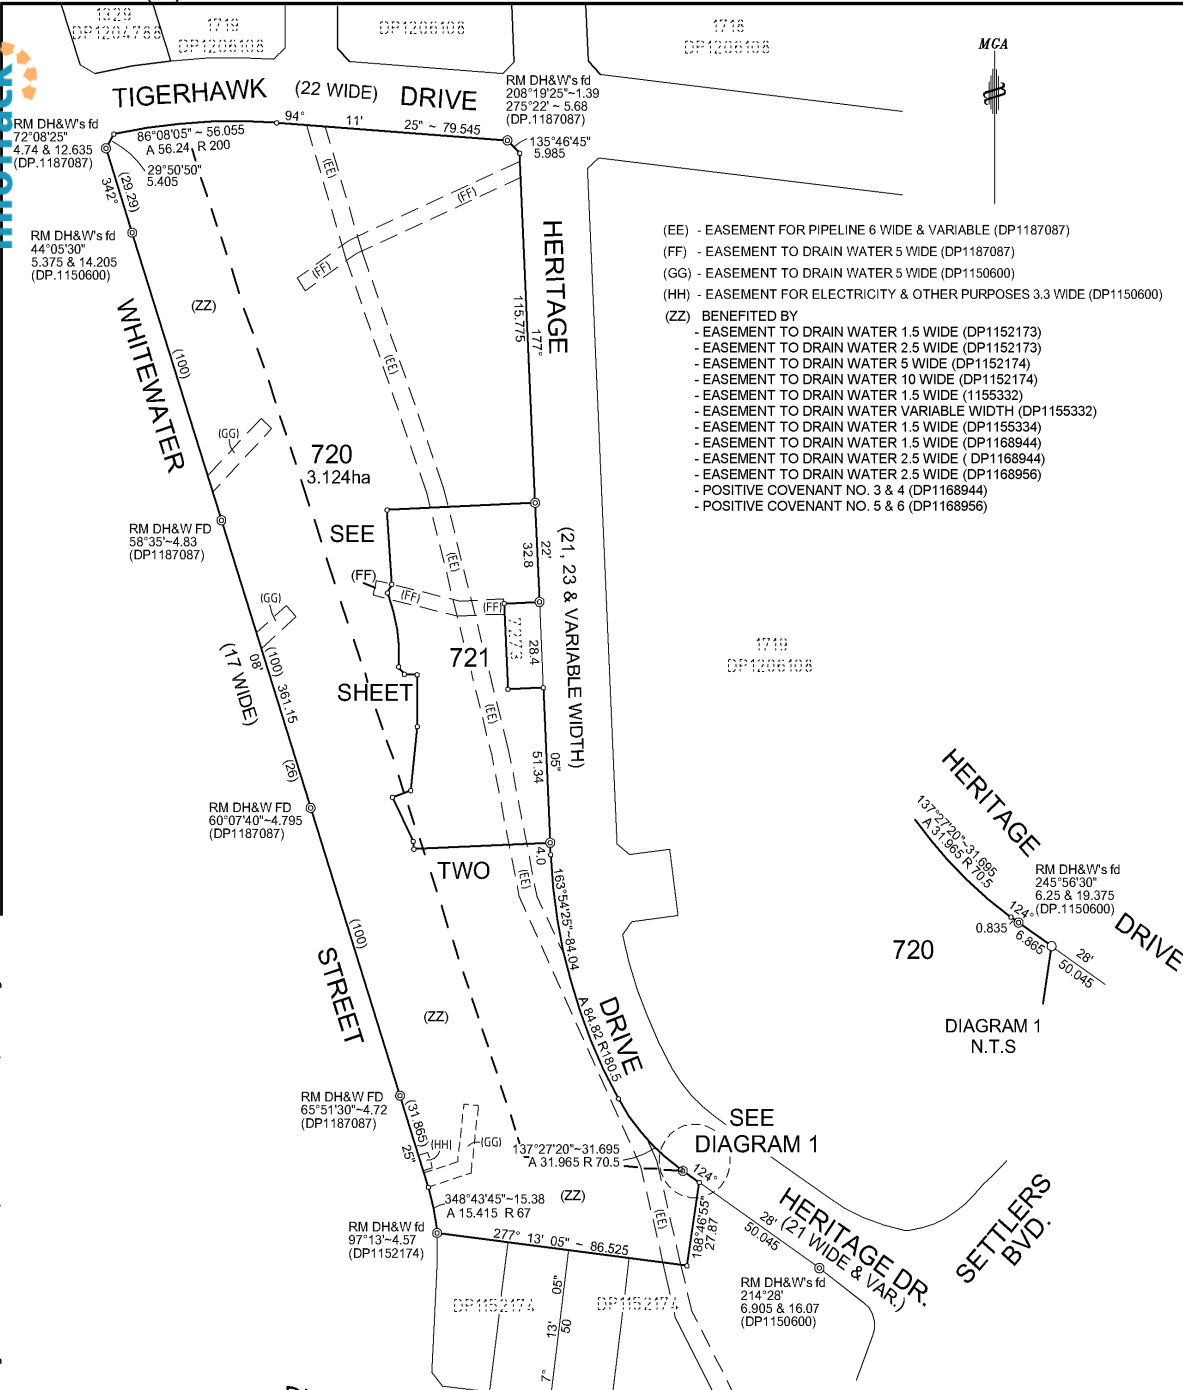 1329
DP1204788
1719
DP1206108
DP1206108
1718
DP1206108
MGA
TIGERHAWK (22 WIDE) DRIVE
RM DH&W's fd
208°19'25"~1.39
275°22' ~ 5.68
(DP.1187087)
RM DH&W's fd
72°08'25"
4.74 & 12.635
(DP.1187087)
86°08'05" ~ 56.055
A 56.24 R 200
94° 11' 25" ~ 79.545
135°46'45"
5.985
29°50'50"
5.405
(EE)
(FF)
(FF)
342°
(29.29)
RM DH&W's fd
44°05'30"
5.375 & 14.205
(DP.1150600)
(ZZ)
WHITEWATER
(100)
HERITAGE
115.775
177°
(EE)
(EE) - EASEMENT FOR PIPELINE 6 WIDE & VARIABLE (DP1187087)
(FF) - EASEMENT TO DRAIN WATER 5 WIDE (DP1187087)
(GG) - EASEMENT TO DRAIN WATER 5 WIDE (DP1150600)
(HH) - EASEMENT FOR ELECTRICITY & OTHER PURPOSES 3.3 WIDE (DP1150600)
(ZZ) BENEFITED BY
- EASEMENT TO DRAIN WATER 1.5 WIDE (DP1152173)
- EASEMENT TO DRAIN WATER 2.5 WIDE (DP1152173)
- EASEMENT TO DRAIN WATER 5 WIDE (DP1152174)
- EASEMENT TO DRAIN WATER 10 WIDE (DP1152174)
- EASEMENT TO DRAIN WATER 1.5 WIDE (1155332)
- EASEMENT TO DRAIN WATER VARIABLE WIDTH (DP1155332)
- EASEMENT TO DRAIN WATER 1.5 WIDE (DP1155334)
- EASEMENT TO DRAIN WATER 1.5 WIDE (DP1168944)
- EASEMENT TO DRAIN WATER 2.5 WIDE ( DP1168944)
- EASEMENT TO DRAIN WATER 2.5 WIDE (DP1168956)
- POSITIVE COVENANT NO. 3 & 4 (DP1168944)
- POSITIVE COVENANT NO. 5 & 6 (DP1168956)
(GG)
720
3.124ha
SEE
RM DH&W FD
58°35'~4.83
(DP1187087)
22'
32.8
(21, 23 & VARIABLE WIDTH)
(EE)
(FF)
(FF)
(FF)
(GG)
7273
28.4
721
1719
DP1206108
(17 WIDE)
08'
(100)
361.15
SHEET
(EE)
05"
51.34
(26)
RM DH&W FD
60°07'40"~4.795
(DP1187087)
TWO
4.0
(EE)
163°54'25"~84.04
A 84.82 R180.5
DRIVE
(100)
STREET
(ZZ)
HERITAGE
137°27'20"~31.695
A 31.965 R 70.5
RM DH&W's fd
245°56'30"
6.25 & 19.375
(DP.1150600)
124°
0.835
6.865
28'
50.045
DRIVE
720
DIAGRAM 1
N.T.S
RM DH&W FD
65°51'30"~4.72
(DP1187087)
(31.865)
25"
(HH)
(GG)
137°27'20"~31.695
A 31.965 R 70.5
SEE
DIAGRAM 1
124°
348°43'45"~15.38
A 15.415 R 67
(ZZ)
(EE)
188°46'55"
27.87
28'
50.045
HERITAGE DR.
(21 WIDE & VAR.)
SETTLERS
BVD.
RM DH&W fd
97°13'~4.57
(DP1152174)
277° 13' 05" ~ 86.525
DP1152174
DP1152174
7° 13' 05"
50
RM DH&W's fd
214°28'
6.905 & 16.07
(DP1150600)